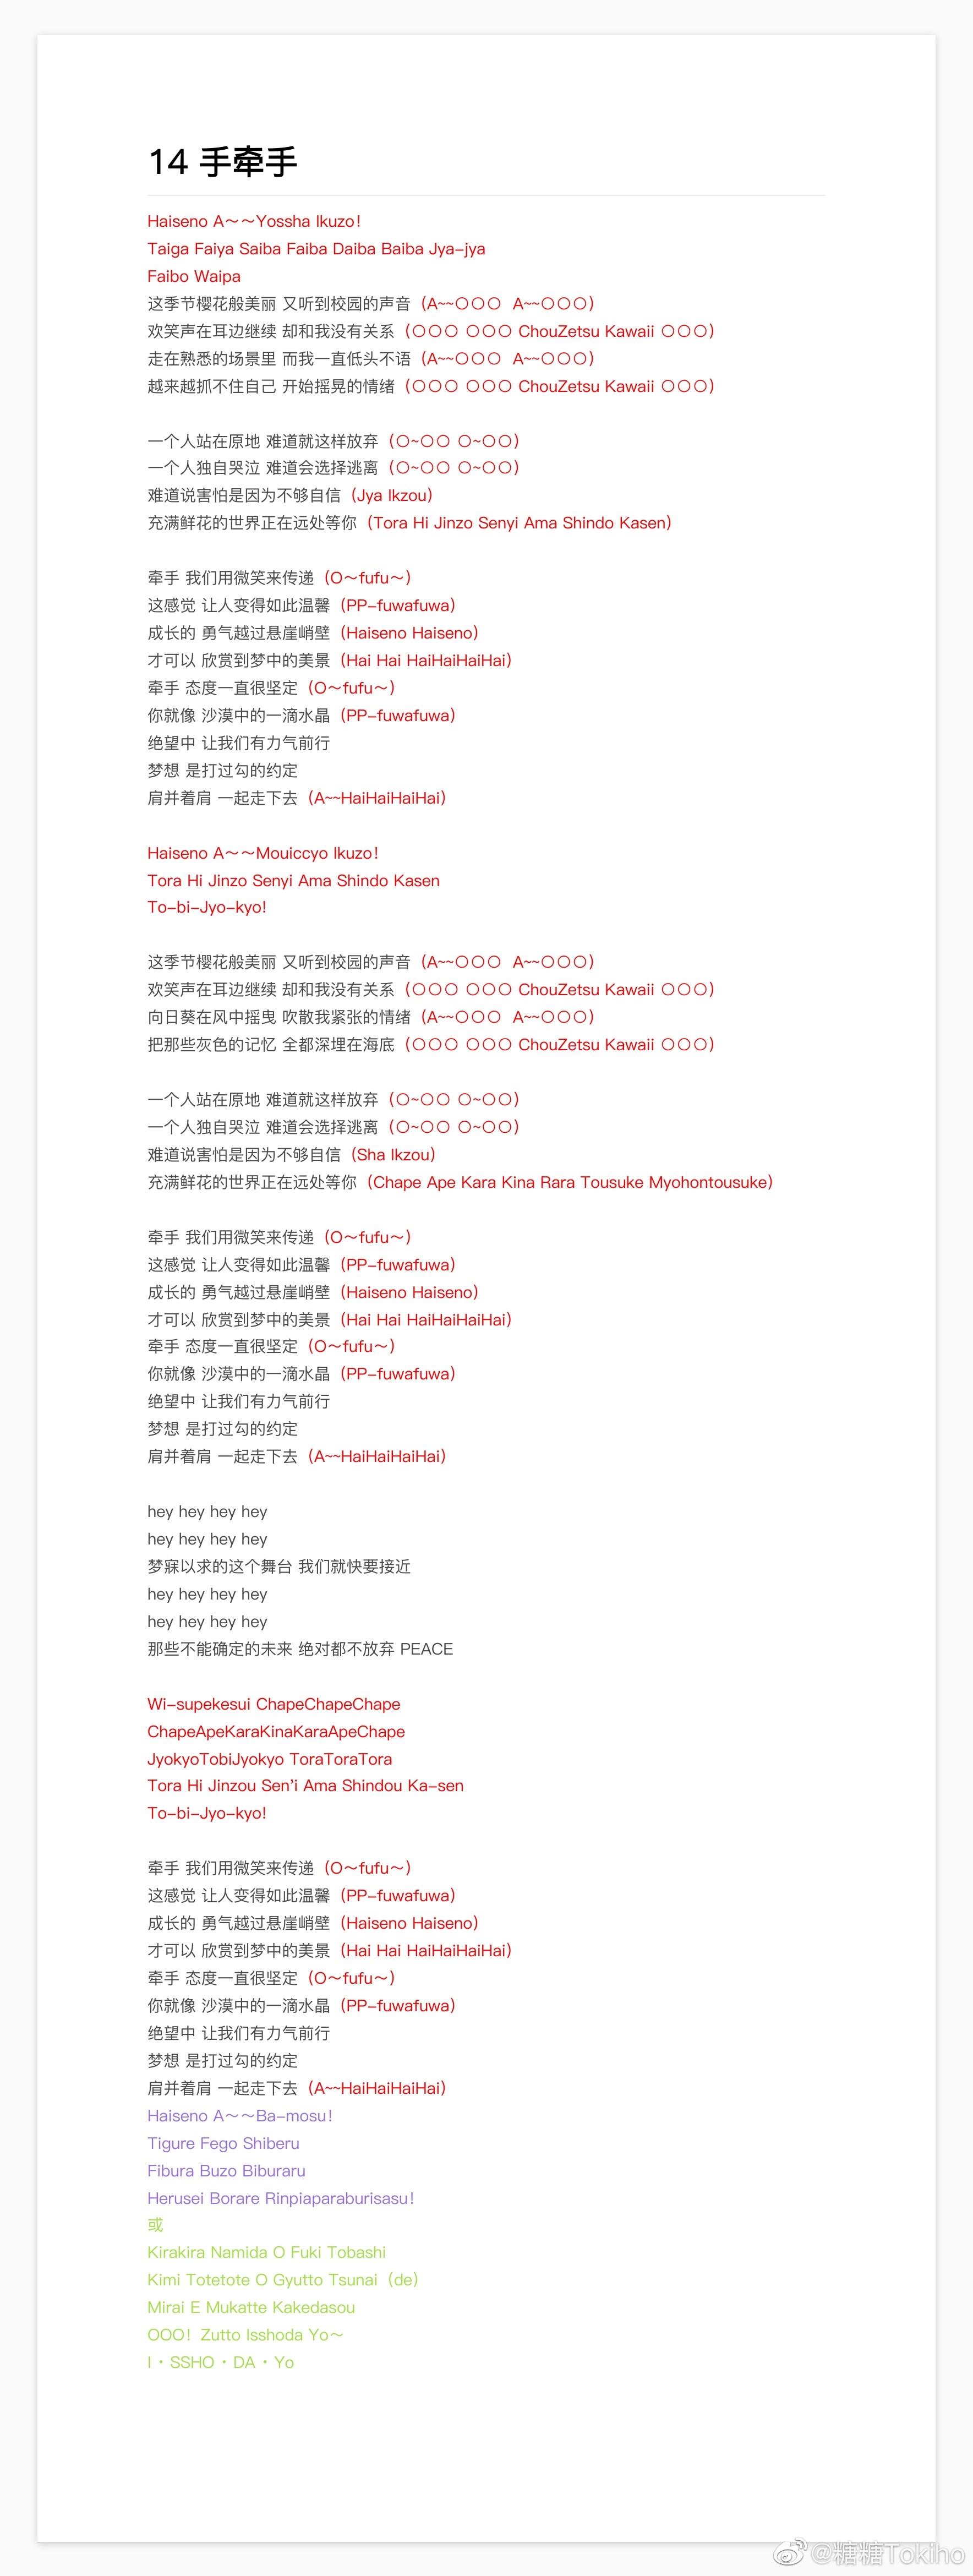 14 手牵手
Haiseno A～～Yossha Ikuzo！
Taiga Faiya Saiba Faiba Daiba Baiba Jya-jya
Faibo Waipa
这季节樱花般美丽 又听到校园的声音（A~~〇〇〇 A~~〇〇〇）
欢笑声在耳边继续 却和我没有关系（〇〇〇 〇〇〇 ChouZetsu Kawaii 〇〇〇）
走在熟悉的场景里 而我一直低头不语（A~~〇〇〇 A~~〇〇〇）
越来越抓不住自己 开始摇晃的情绪（〇〇〇 〇〇〇 ChouZetsu Kawaii 〇〇〇）
一个人站在原地 难道就这样放弃（〇~〇〇 〇~〇〇）
一个人独自哭泣 难道会选择逃离（〇~〇〇 〇~〇〇）
难道说害怕是因为不够自信（Jya Ikzou）
充满鲜花的世界正在远处等你（Tora Hi Jinzo Senyi Ama Shindo Kasen）
牵手 我们用微笑来传递（O～fufu～）
这感觉 让人变得如此温馨（PP-fuwafuwa）
成长的 勇气越过悬崖峭壁（Haiseno Haiseno）
才可以 欣赏到梦中的美景（Hai Hai HaiHaiHaiHai）
牵手 态度一直很坚定（O～fufu～）
你就像 沙漠中的一滴水晶（PP-fuwafuwa）
绝望中 让我们有力气前行
梦想 是打过勾的约定
肩并着肩 一起走下去（A~~HaiHaiHaiHai）
Haiseno A～～Mouiccyo Ikuzo！
Tora Hi Jinzo Senyi Ama Shindo Kasen
To-bi-Jyo-kyo!
这季节樱花般美丽 又听到校园的声音（A~~〇〇〇 A~~〇〇〇）
欢笑声在耳边继续 却和我没有关系（〇〇〇 〇〇〇 ChouZetsu Kawaii 〇〇〇）
向日葵在风中摇曳 吹散我紧张的情绪（A~~〇〇〇 A~~〇〇〇）
把那些灰色的记忆 全都深埋在海底（〇〇〇 〇〇〇 ChouZetsu Kawaii 〇〇〇）
一个人站在原地 难道就这样放弃（〇~〇〇 〇~〇〇）
一个人独自哭泣 难道会选择逃离（〇~〇〇 〇~〇〇）
难道说害怕是因为不够自信（Sha Ikzou）
充满鲜花的世界正在远处等你（Chape Ape Kara Kina Rara Tousuke Myohontousuke）
牵手 我们用微笑来传递（O～fufu～）
这感觉 让人变得如此温馨（PP-fuwafuwa）
成长的 勇气越过悬崖峭壁（Haiseno Haiseno）
才可以 欣赏到梦中的美景（Hai Hai HaiHaiHaiHai）
牵手 态度一直很坚定（O～fufu～）
你就像 沙漠中的一滴水晶（PP-fuwafuwa）
绝望中 让我们有力气前行
梦想 是打过勾的约定
肩并着肩 一起走下去（A~~HaiHaiHaiHai）
hey hey hey hey
hey hey hey hey
梦寐以求的这个舞台 我们就快要接近
hey hey hey hey
hey hey hey hey
那些不能确定的未来 绝对都不放弃 PEACE
Wi-supekesui ChapeChapeChape
ChapeApeKaraKinaKaraApeChape
JyokyoTobiJyokyo ToraToraTora
Tora Hi Jinzou Sen'i Ama Shindou Ka-sen
To-bi-Jyo-kyo!
牵手 我们用微笑来传递（O～fufu～）
这感觉 让人变得如此温馨（PP-fuwafuwa）
成长的 勇气越过悬崖峭壁（Haiseno Haiseno）
才可以 欣赏到梦中的美景（Hai Hai HaiHaiHaiHai）
牵手 态度一直很坚定（O～fufu～）
你就像 沙漠中的一滴水晶（PP-fuwafuwa）
绝望中 让我们有力气前行
梦想 是打过勾的约定
肩并着肩 一起走下去（A~~HaiHaiHaiHai）
Haiseno A～～Ba-mosu！
Tigure Fego Shiberu
Fibura Buzo Biburaru
Herusei Borare Rinpiaparaburisasu！
或
Kirakira Namida O Fuki Tobashi
Kimi Totetote O Gyutto Tsunai（de）
Mirai E Mukatte Kakedasou
OOO！Zutto Isshoda Yo～
I・SSHO・DA・Yo
@糖糖Tokiho